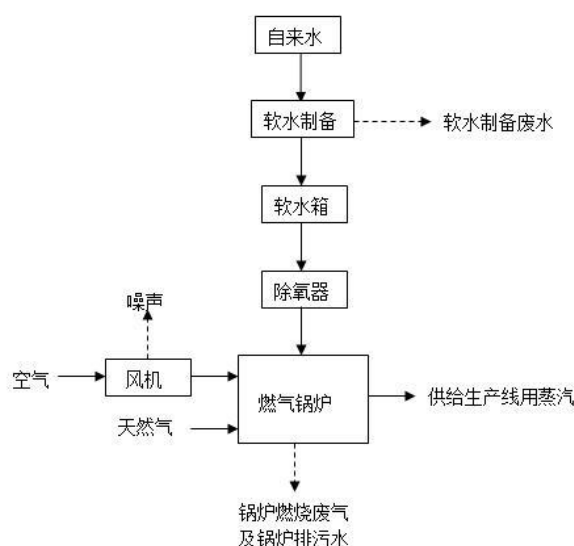 自来水
软水制备
软水制备废水
软水箱
除氧器
噪声
空气
风机
天然气
燃气锅炉
供给生产线用蒸汽
锅炉燃烧废气
及锅炉排污水